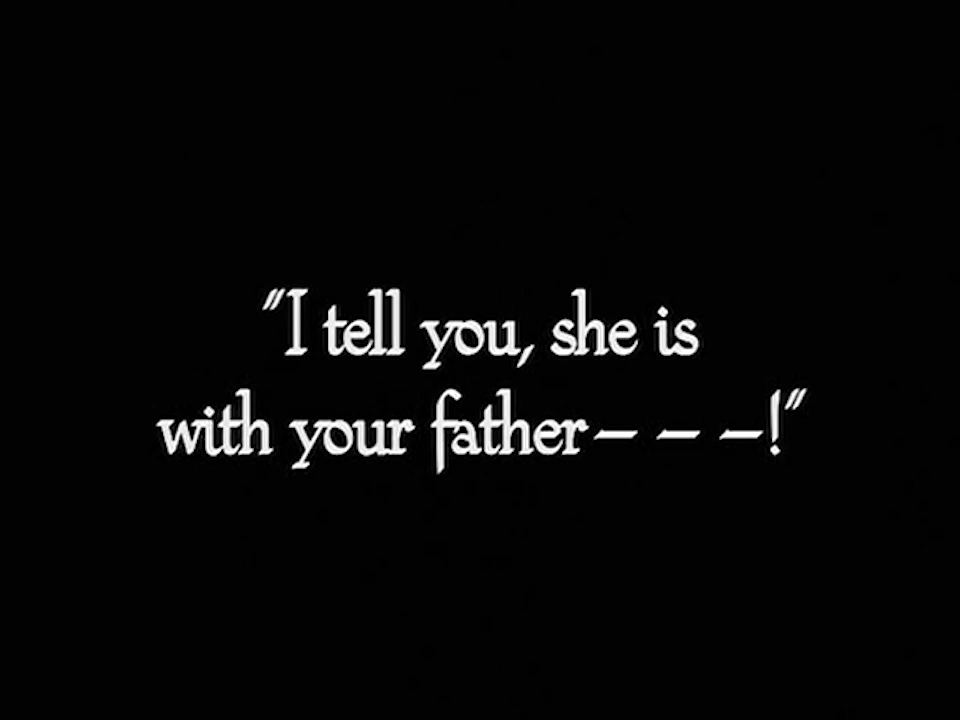 "I tell you, she is
with your father — — —!"